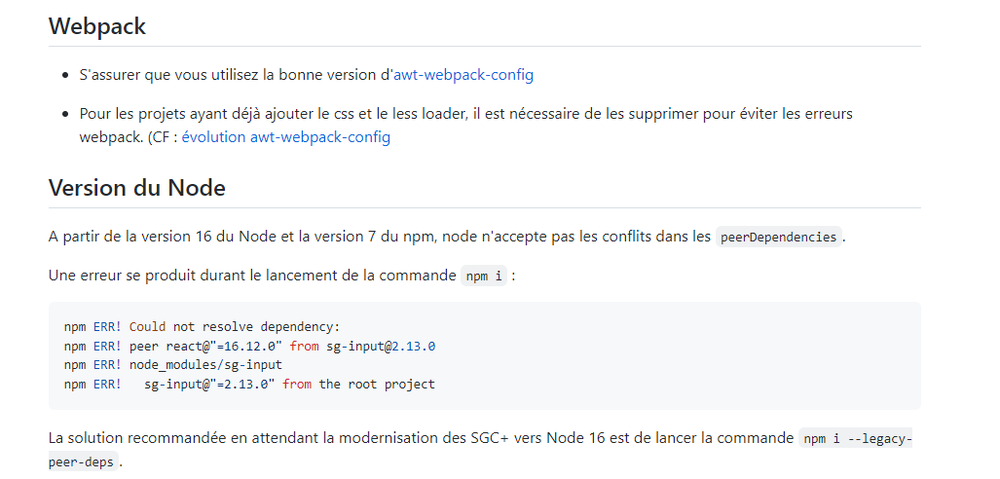 Webpack
S'assurer que vous utilisez la bonne version d'awt-webpack-config
Pour les projets ayant déjà ajouter le css et le less loader, il est nécessaire de les supprimer pour éviter les erreurs
webpack. (CF : évolution awt-webpack-config
Version du Node
A partir de la version 16 du Node et la version 7 du npm, node n'accepte pas les conflits dans les peerDependencies.
Une erreur se produit durant le lancement de la commande npm i :
npm ERR! Could not resolve dependency:
npm ERR! peer react@"=16.12.0" from sg-input@2.13.0
npm ERR! node_modules/sg-input
npm ERR!   sg-input@"=2.13.0" from the root project
La solution recommandée en attendant la modernisation des SGC+ vers Node 16 est de lancer la commande npm i --legacy-
peer-deps.